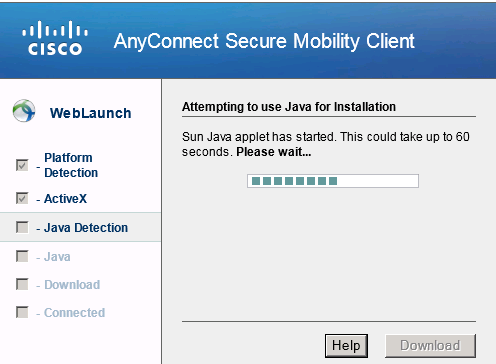 CISCO
AnyConnect Secure Mobility Client
WebLaunch
- Platform
Detection
- ActiveX
- Java Detection
- Java
- Download
- Connected
Attempting to use Java for Installation
Sun Java applet has started. This could take up to 60
seconds. Please wait...
Help
Download